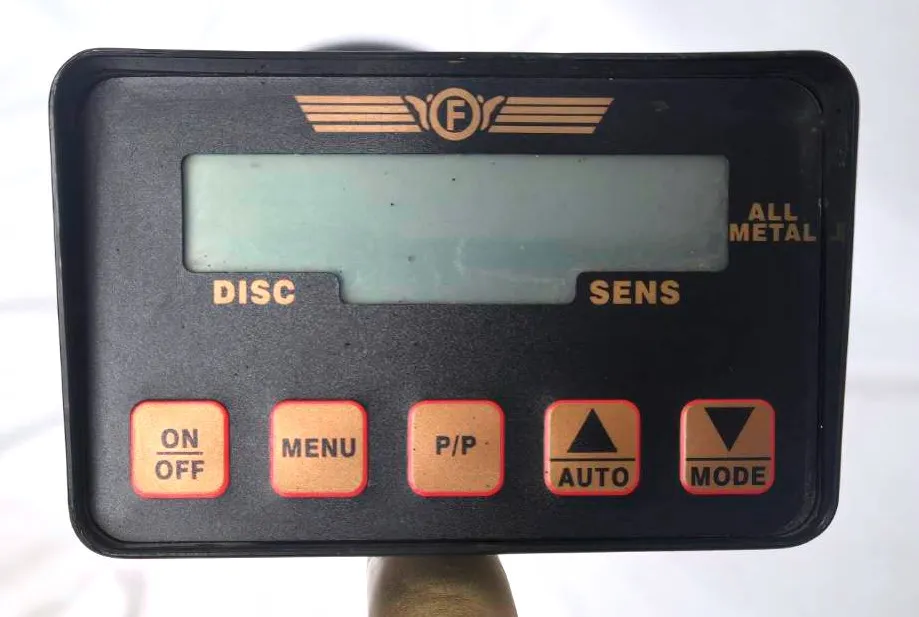 F
ALL
METAL
DISC
SENS
ON
OFF
MENU
P/P
AUTO
MODE